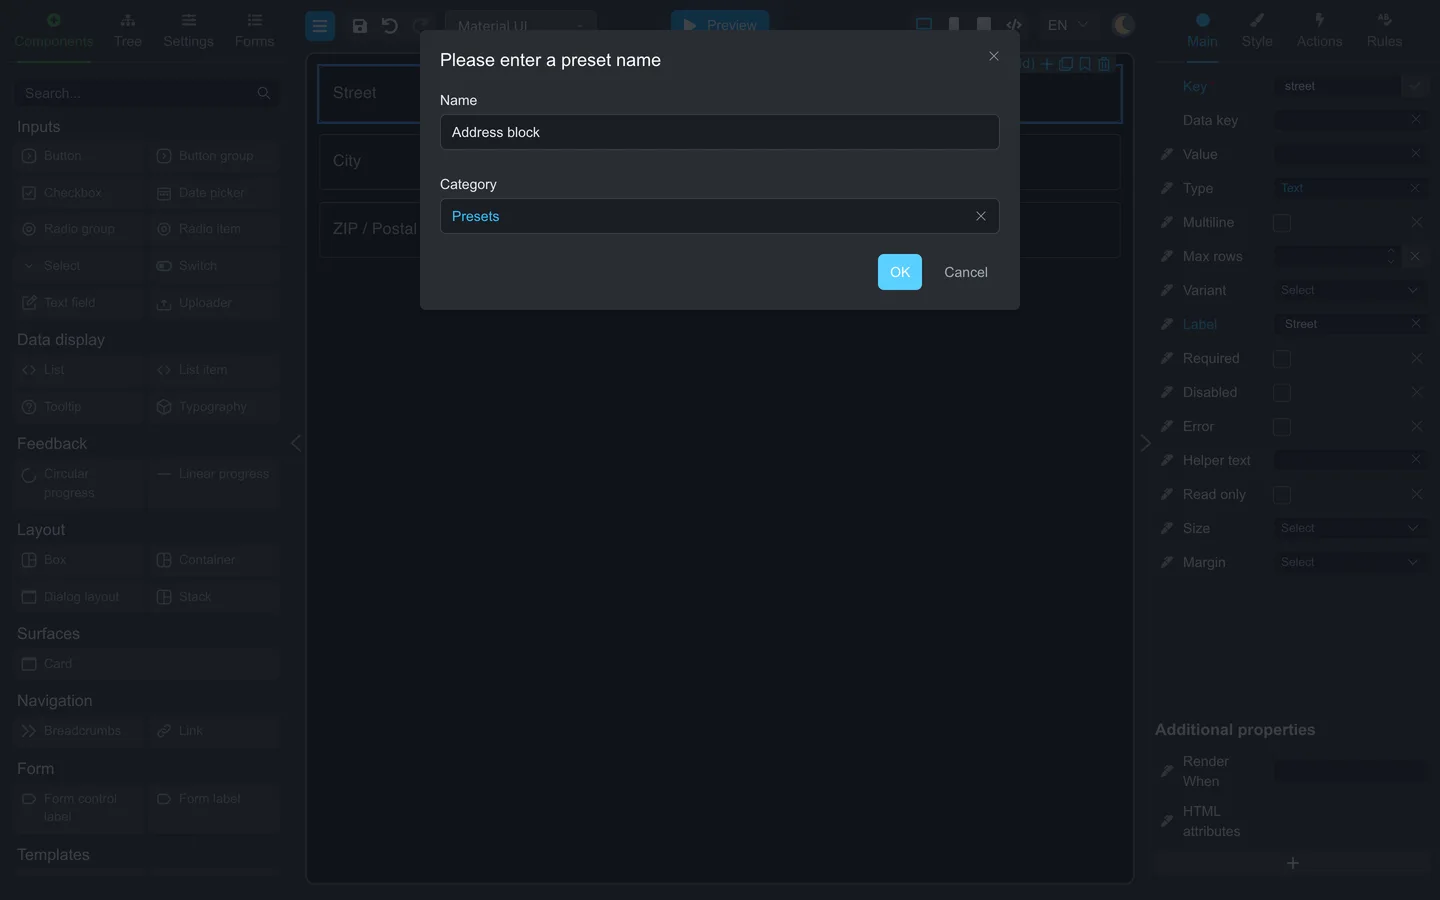 Components
Tree
Settings
Forms
Material UI
Preview
EN
Main
Style
Actions
Rules
Please enter a preset name
Name
Address block
Category
Presets
OK
Cancel
Search...
Inputs
Button
Button group
Checkbox
Date picker
Radio group
Radio item
Select
Switch
Text field
Uploader
Data display
List
List item
Tooltip
Typography
Feedback
Circular
progress
Linear progress
Layout
Box
Container
Dialog layout
Stack
Surfaces
Card
Navigation
Breadcrumbs
Link
Form
Form control
label
Form label
Templates
Street
City
ZIP / Postal
Key
street
Data key
Value
Type
Text
Multiline
Max rows
Variant
Select
Label
Street
Required
Disabled
Error
Helper text
Read only
Size
Select
Margin
Select
Additional properties
Render
When
HTML
attributes